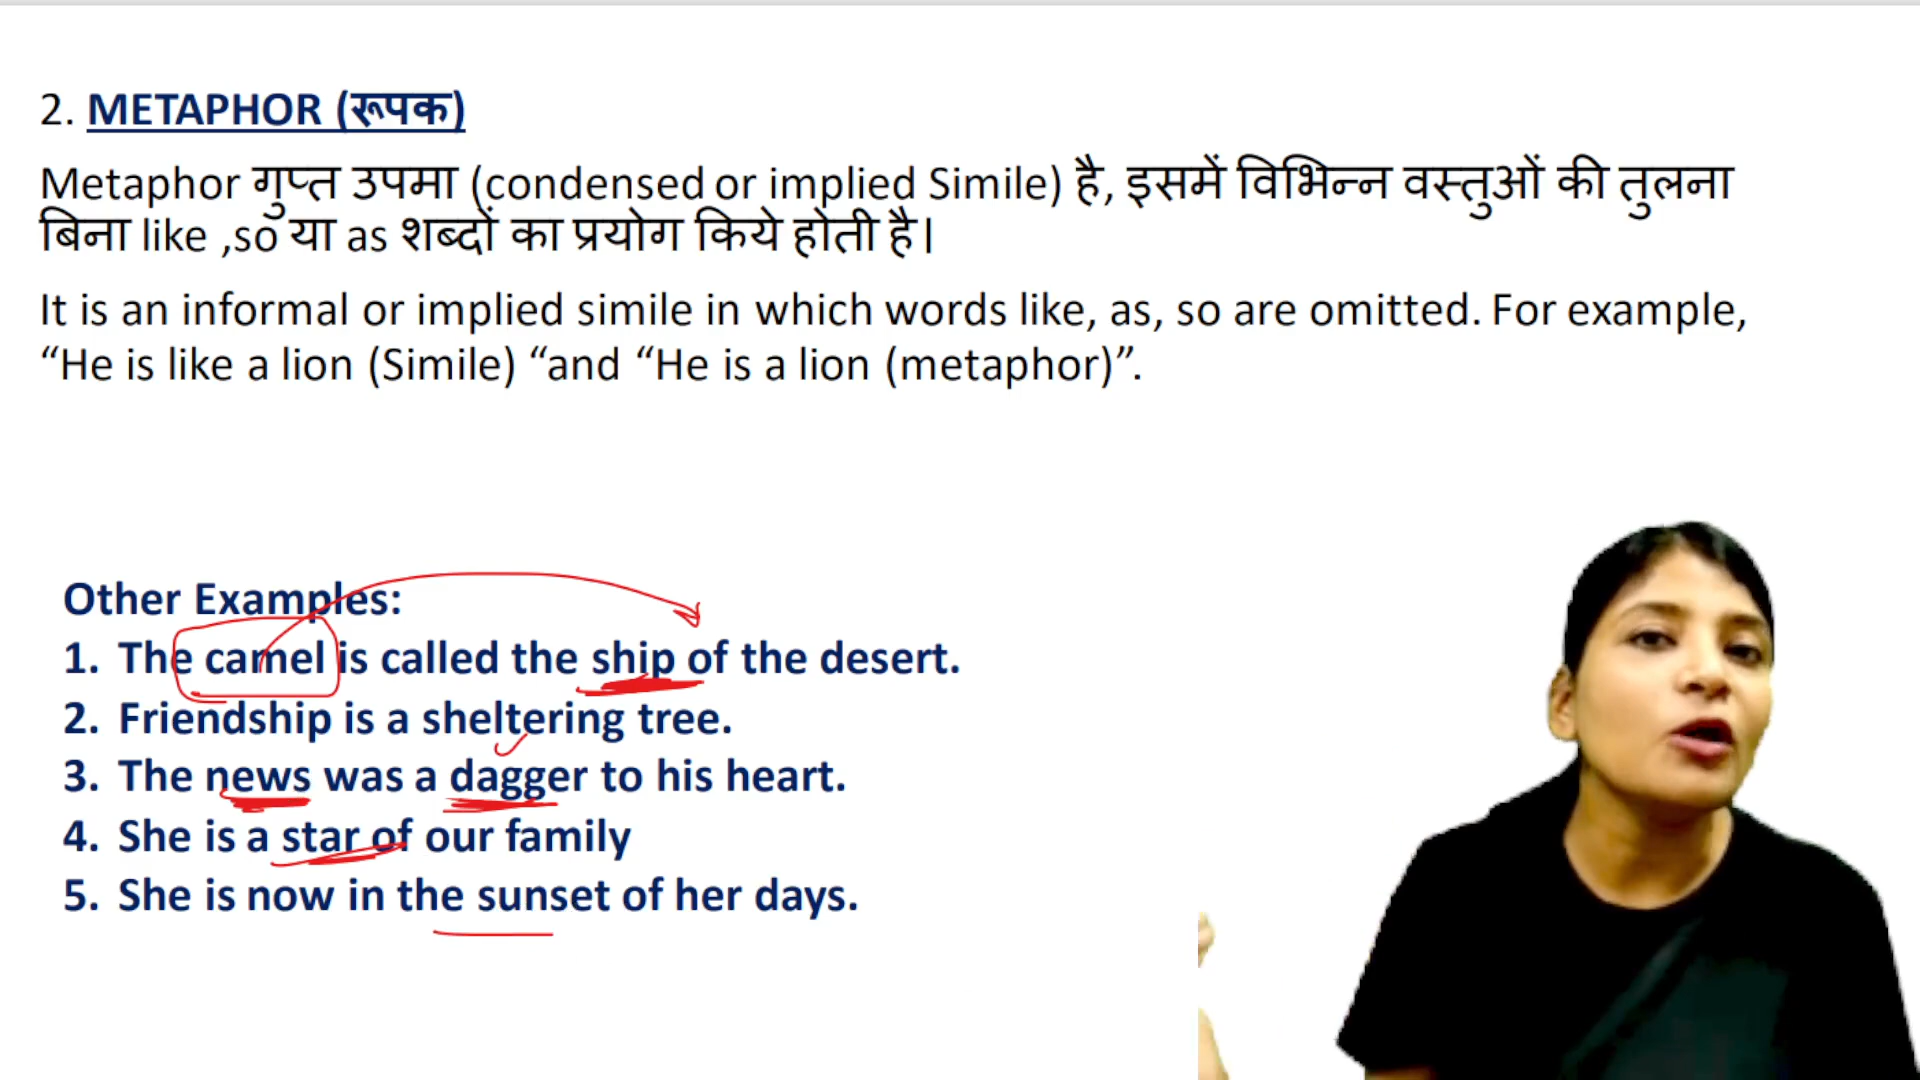 2. METAPHOR (रूपक)
Metaphor गुप्त उपमा (condensed or implied Simile) है, इसमें विभिन्न वस्तुओं की तुलना
बिना like ,so या as शब्दों का प्रयोग किये होती है।
It is an informal or implied simile in which words like, as, so are omitted. For example,
“He is like a lion (Simile) “and “He is a lion (metaphor)”.
Other Examples:
1. The camel is called the ship of the desert.
2. Friendship is a sheltering tree.
3. The news was a dagger to his heart.
4. She is a star of our family
5. She is now in the sunset of her days.